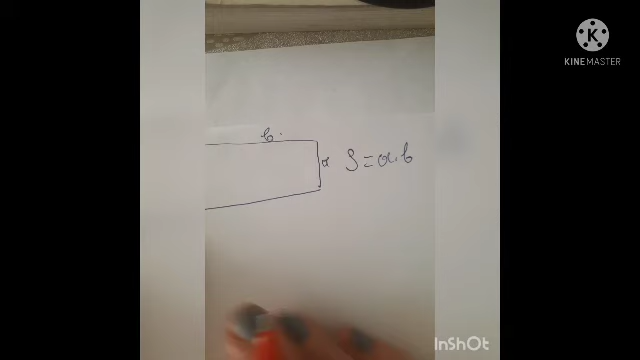 KINEMASTER
b.
a
S=a.b
InShOt